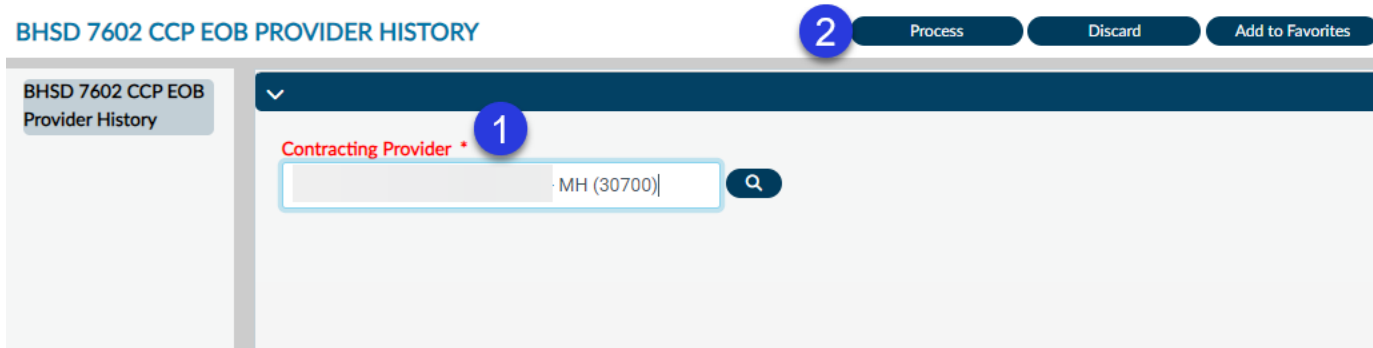 BHSD 7602 CCP EOB PROVIDER HISTORY
2
Process
Discard
Add to Favorites
BHSD 7602 CCP EOB
Provider History
1
Contracting Provider *
- MH (30700)